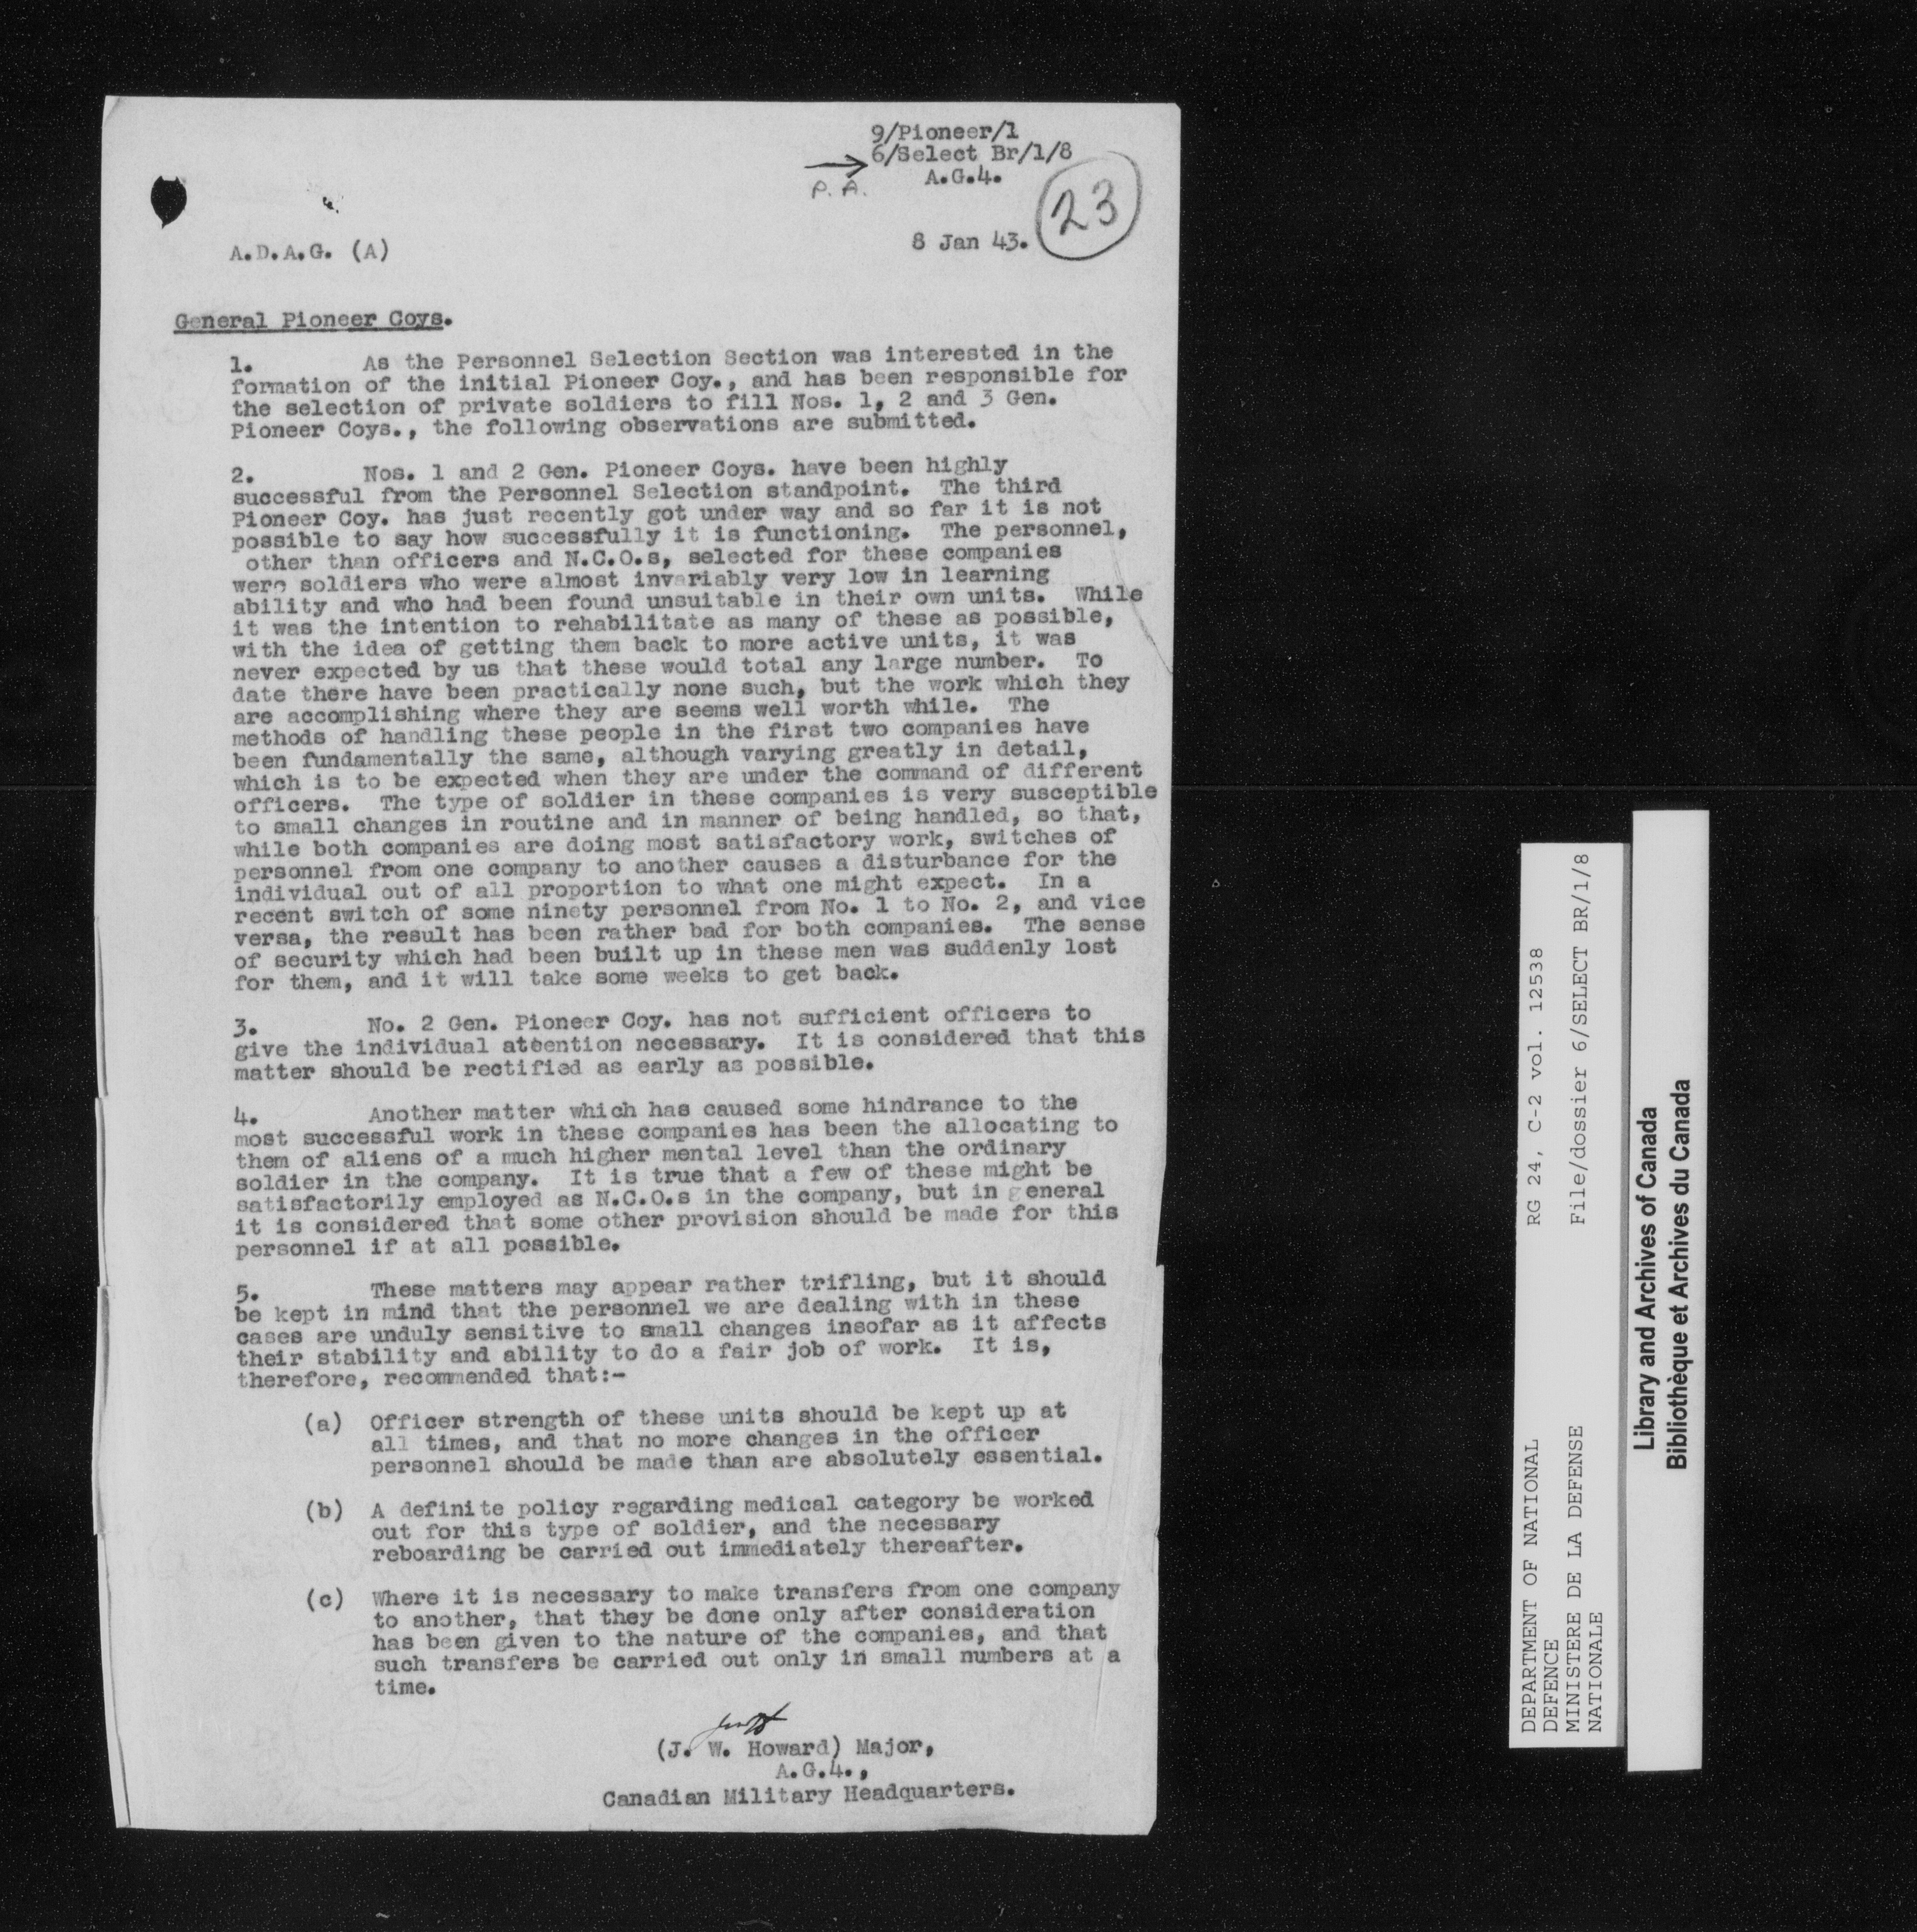 9/Pioneer/1
6/Select Br/1/8
P. A.
A.G.4.
23
8 Jan 43.
A.D.A.G. (A)
General Pioneer Coys.
1. As the Personnel Selection Section was interested in the
formation of the initial Pioneer Coy., and has been responsible for
the selection of private soldiers to fill Nos. 1, 2 and 3 Gen.
Pioneer Coys., the following observations are submitted.
2. Nos. 1 and 2 Gen. Pioneer Coys. have been highly
successful from the Personnel Selection standpoint. The third
Pioneer Coy. has just recently got under way and so far it is not
possible to say how successfully it is functioning. The personnel,
other than officers and N.C.O.s, selected for these companies
were soldiers who were almost invariably very low in learning
ability and who had been found unsuitable in their own units. While
it was the intention to rehabilitate as many of these as possible,
with the idea of getting them back to more active units, it was
never expected by us that these would total any large number. To
date there have been practically none such, but the work which they
are accomplishing where they are seems well worth while. The
methods of handling these people in the first two companies have
been fundamentally the same, although varying greatly in detail,
which is to be expected when they are under the command of different
officers. The type of soldier in these companies is very susceptible
to small changes in routine and in manner of being handled, so that,
while both companies are doing most satisfactory work, switches of
personnel from one company to another causes a disturbance for the
individual out of all proportion to what one might expect. In a
recent switch of some ninety personnel from No. 1 to No. 2, and vice
versa, the result has been rather bad for both companies. The sense
of security which had been built up in these men was suddenly lost
for them, and it will take some weeks to get back.
3. No. 2 Gen. Pioneer Coy. has not sufficient officers to
give the individual attention necessary. It is considered that this
matter should be rectified as early as possible.
4. Another matter which has caused some hindrance to the
most successful work in these companies has been the allocating to
them of aliens of a much higher mental level than the ordinary
soldier in the company. It is true that a few of these might be
satisfactorily employed as N.C.O.s in the company, but in general
it is considered that some other provision should be made for this
personnel if at all possible.
5. These matters may appear rather trifling, but it should
be kept in mind that the personnel we are dealing with in these
cases are unduly sensitive to small changes insofar as it affects
their stability and ability to do a fair job of work. It is,
therefore, recommended that:-
(a) Officer strength of these units should be kept up at
all times, and that no more changes in the officer
personnel should be made than are absolutely essential.
(b) A definite policy regarding medical category be worked
out for this type of soldier, and the necessary
reboarding be carried out immediately thereafter.
(c) Where it is necessary to make transfers from one company
to another, that they be done only after consideration
has been given to the nature of the companies, and that
such transfers be carried out only in small numbers at a
time.
(J. W. Howard) Major,
A.G.4.,
Canadian Military Headquarters.
DEPARTMENT OF NATIONAL RG 24, C-2 vol. 12538
DEFENCE
MINISTERE DE LA DEFENSE File/dossier 6/SELECT BR/1/8
NATIONALE
Library and Archives of Canada
Bibliothèque et Archives du Canada